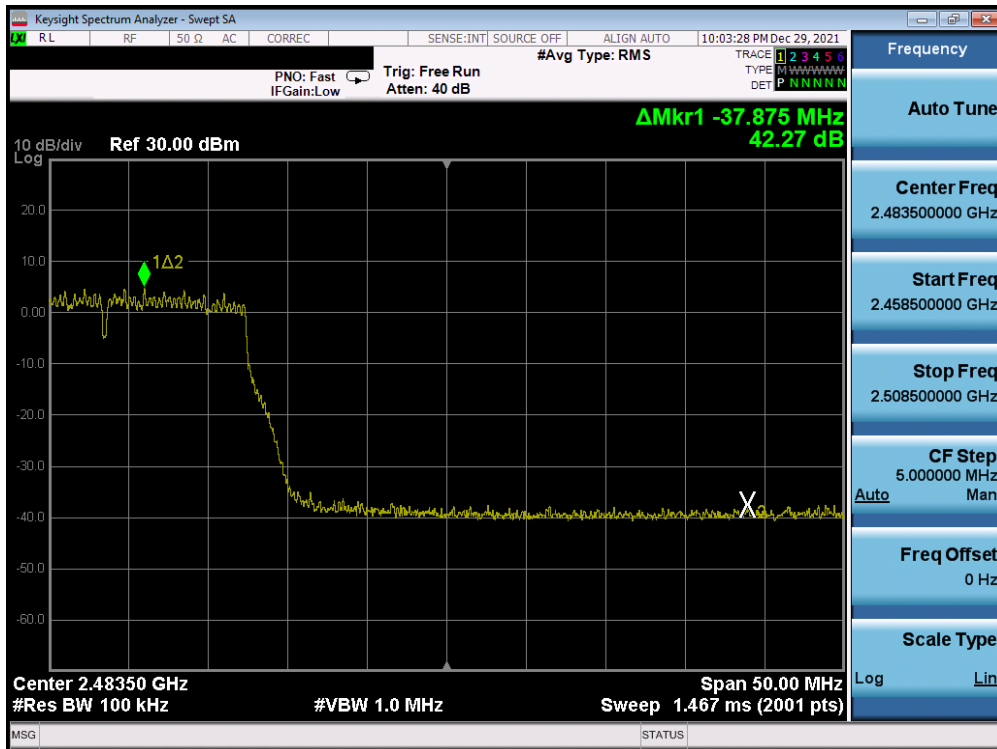 Keysight Spectrum Analyzer - Swept SA
LXI RL RF 50 Ω AC CORREC SENSE:INT SOURCE OFF ALIGN AUTO 10:03:28 PM Dec 29, 2021
#Avg Type: RMS
TRACE 1 2 3 4 5 6
TYPE M WWWWW
DET P N N N N N
PNO: Fast
IFGain:Low
Trig: Free Run
Atten: 40 dB
ΔMkr1 -37.875 MHz
42.27 dB
10 dB/div
Log
Ref 30.00 dBm
20.0
10.0
0.00
-10.0
-20.0
-30.0
-40.0
-50.0
-60.0
1Δ2
X2
Center 2.48350 GHz
Span 50.00 MHz
#Res BW 100 kHz
#VBW 1.0 MHz
Sweep 1.467 ms (2001 pts)
MSG
STATUS
Frequency
Auto Tune
Center Freq
2.483500000 GHz
Start Freq
2.458500000 GHz
Stop Freq
2.508500000 GHz
CF Step
5.000000 MHz
Auto Man
Freq Offset
0 Hz
Scale Type
Log Lin